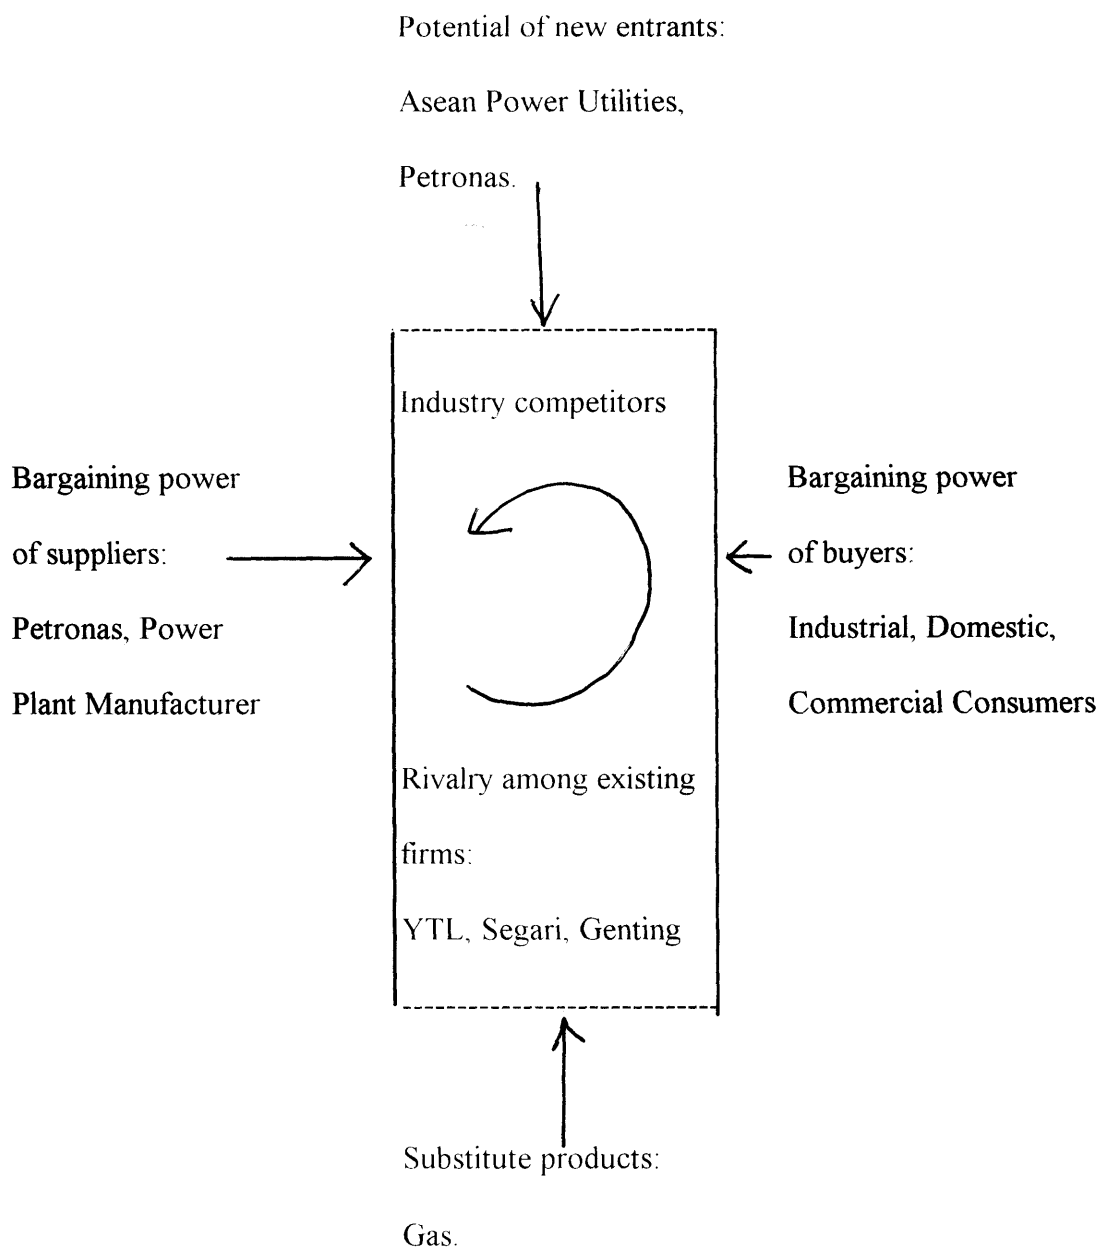 Potential of new entrants:
Asean Power Utilities,
Petronas.
Industry competitors
Bargaining power
of suppliers:
Petronas, Power
Plant Manufacturer
Bargaining power
of buyers:
Industrial, Domestic,
Commercial Consumers
Rivalry among existing
firms:
YTL, Segari, Genting
Substitute products:
Gas.